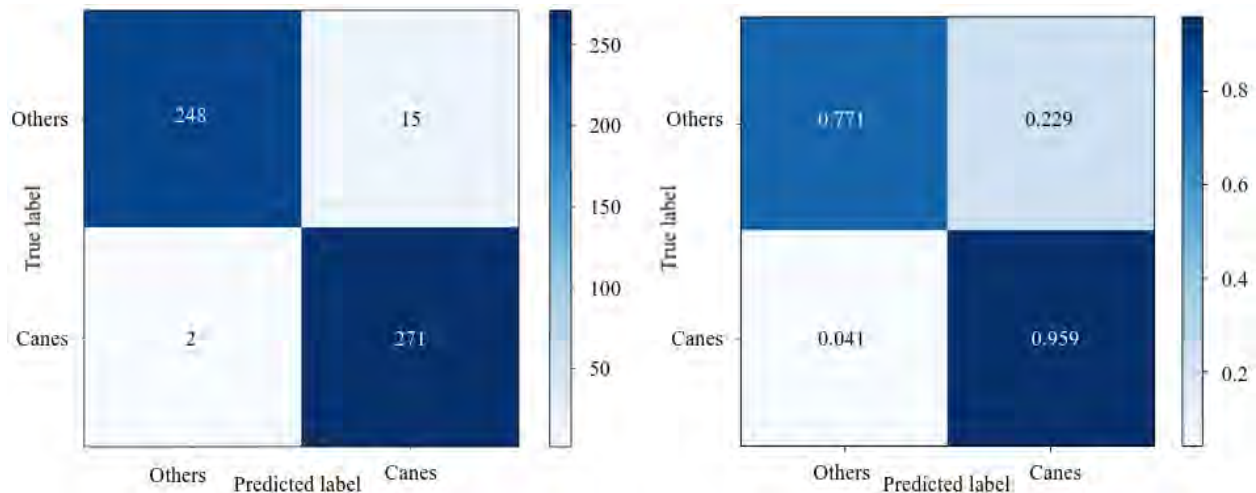 250
Others
248
15
200
True label
150
100
Canes
2
271
50
Others
Canes
Predicted label
0.8
Others
0.771
0.229
0.6
True label
0.4
Canes
0.041
0.959
0.2
Others
Canes
Predicted label